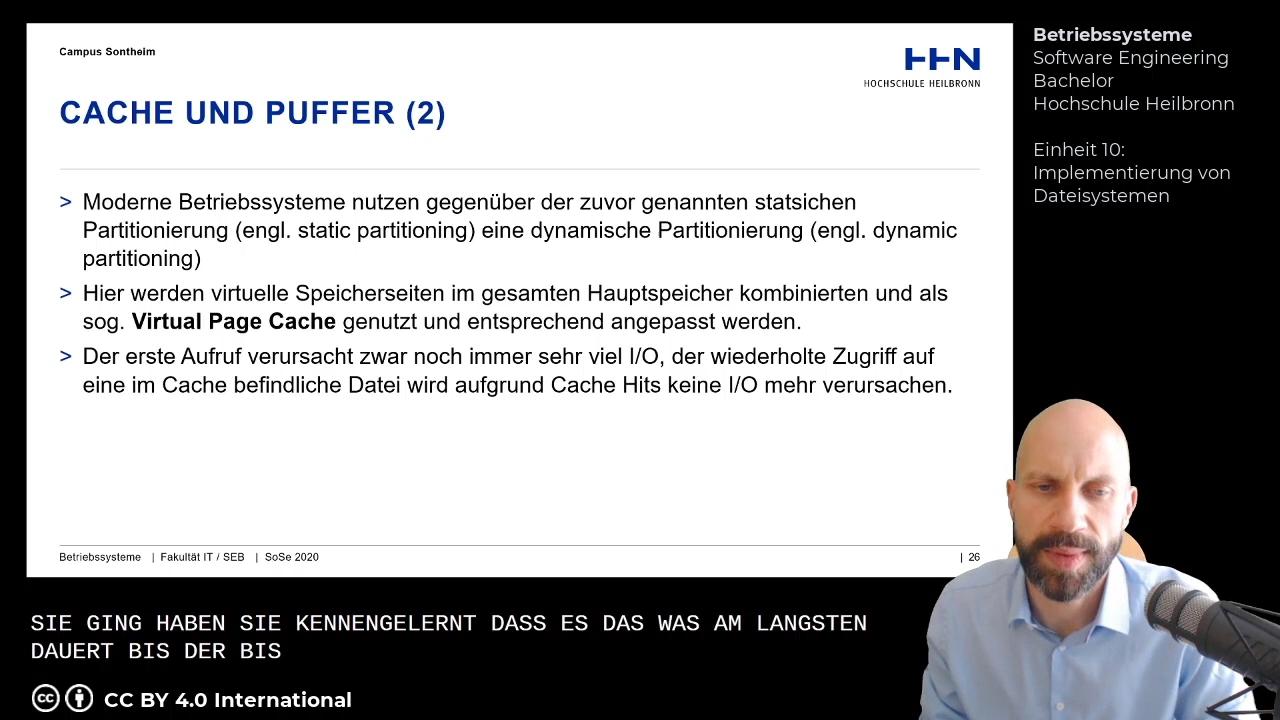 Campus Sontheim
HHN
HOCHSCHULE HEILBRONN
CACHE UND PUFFER (2)
> Moderne Betriebssysteme nutzen gegenüber der zuvor genannten statsichen
Partitionierung (engl. static partitioning) eine dynamische Partitionierung (engl. dynamic
partitioning)
> Hier werden virtuelle Speicherseiten im gesamten Hauptspeicher kombinierten und als
sog. Virtual Page Cache genutzt und entsprechend angepasst werden.
> Der erste Aufruf verursacht zwar noch immer sehr viel I/O, der wiederholte Zugriff auf
eine im Cache befindliche Datei wird aufgrund Cache Hits keine I/O mehr verursachen.
Betriebssysteme | Fakultät IT / SEB | SoSe 2020 | 26
Betriebssysteme
Software Engineering
Bachelor
Hochschule Heilbronn
Einheit 10:
Implementierung von
Dateisystemen
SIE GING HABEN SIE KENNENGELERNT DASS ES DAS WAS AM LANGSTEN
DAUERT BIS DER BIS
cc CC BY 4.0 International